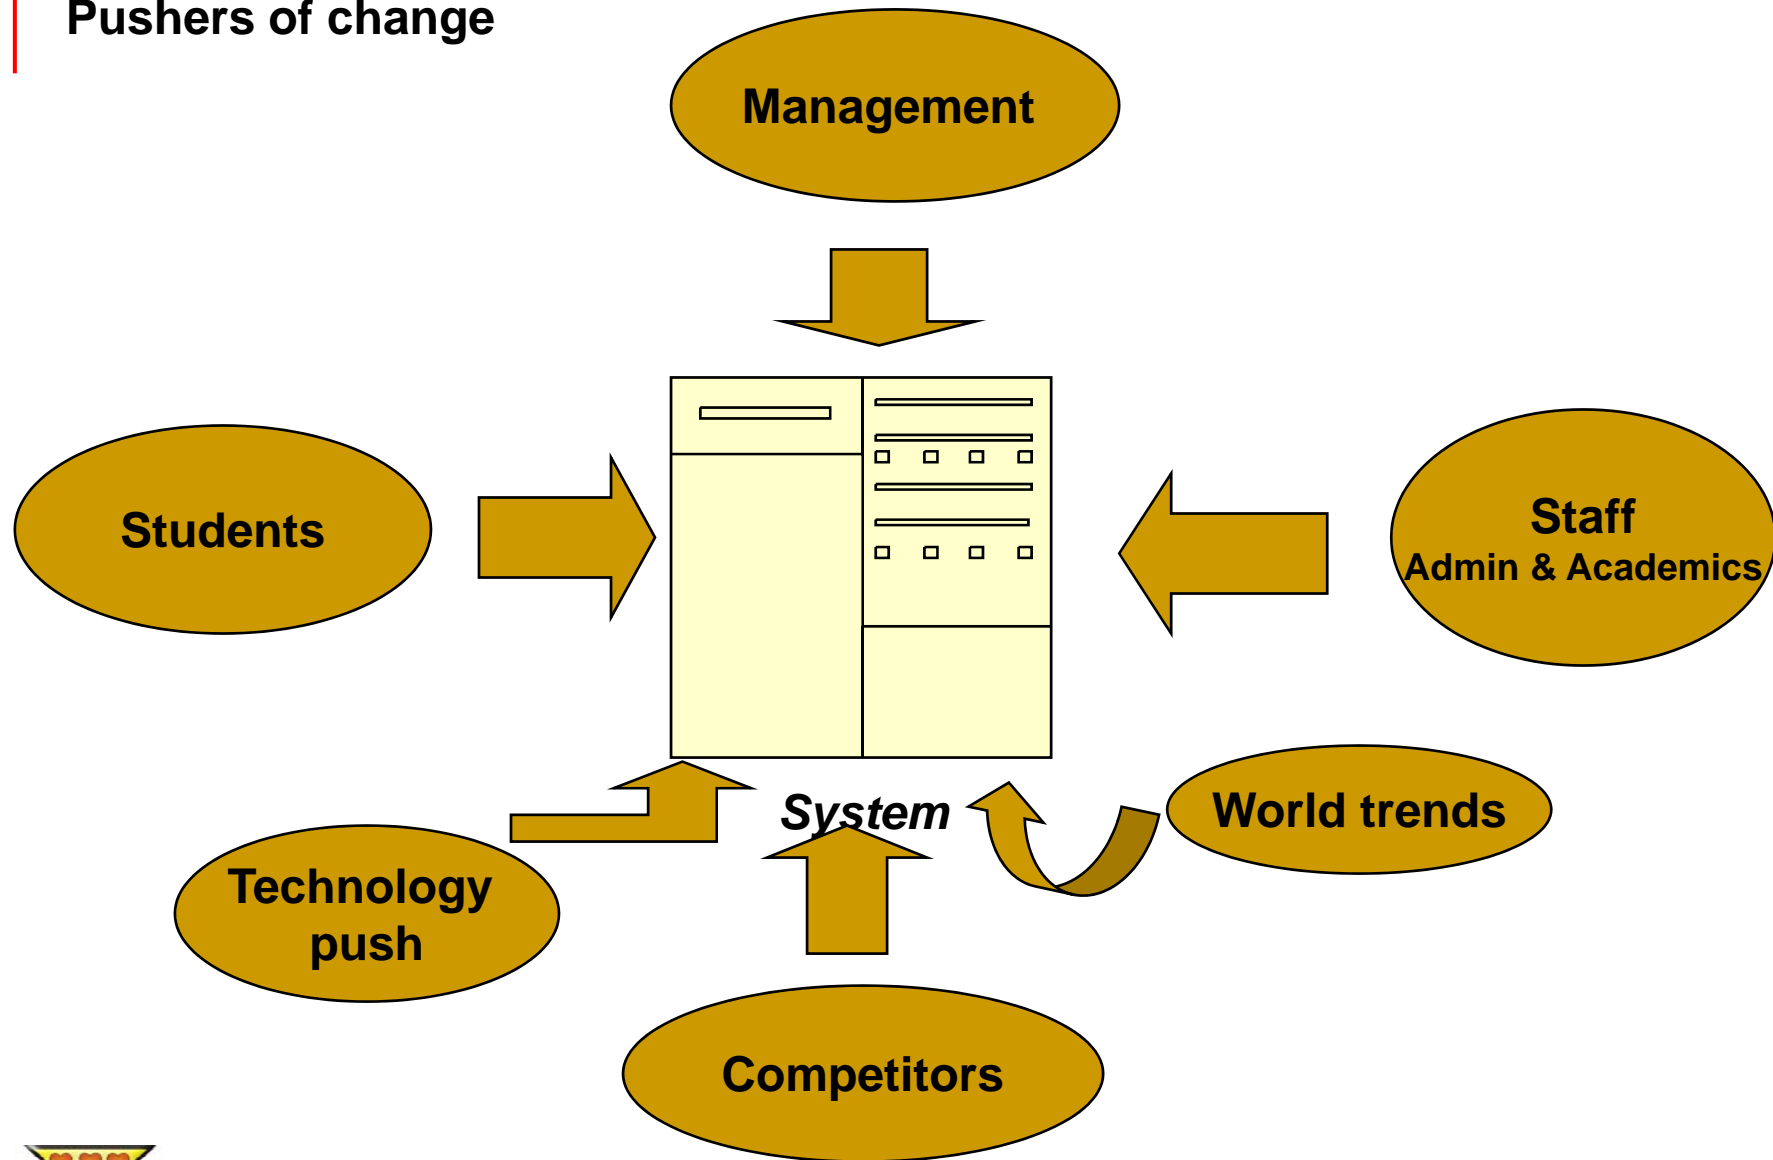 Pushers of change
Management
Students
Staff
Admin & Academics
System
World trends
Technology
push
Competitors